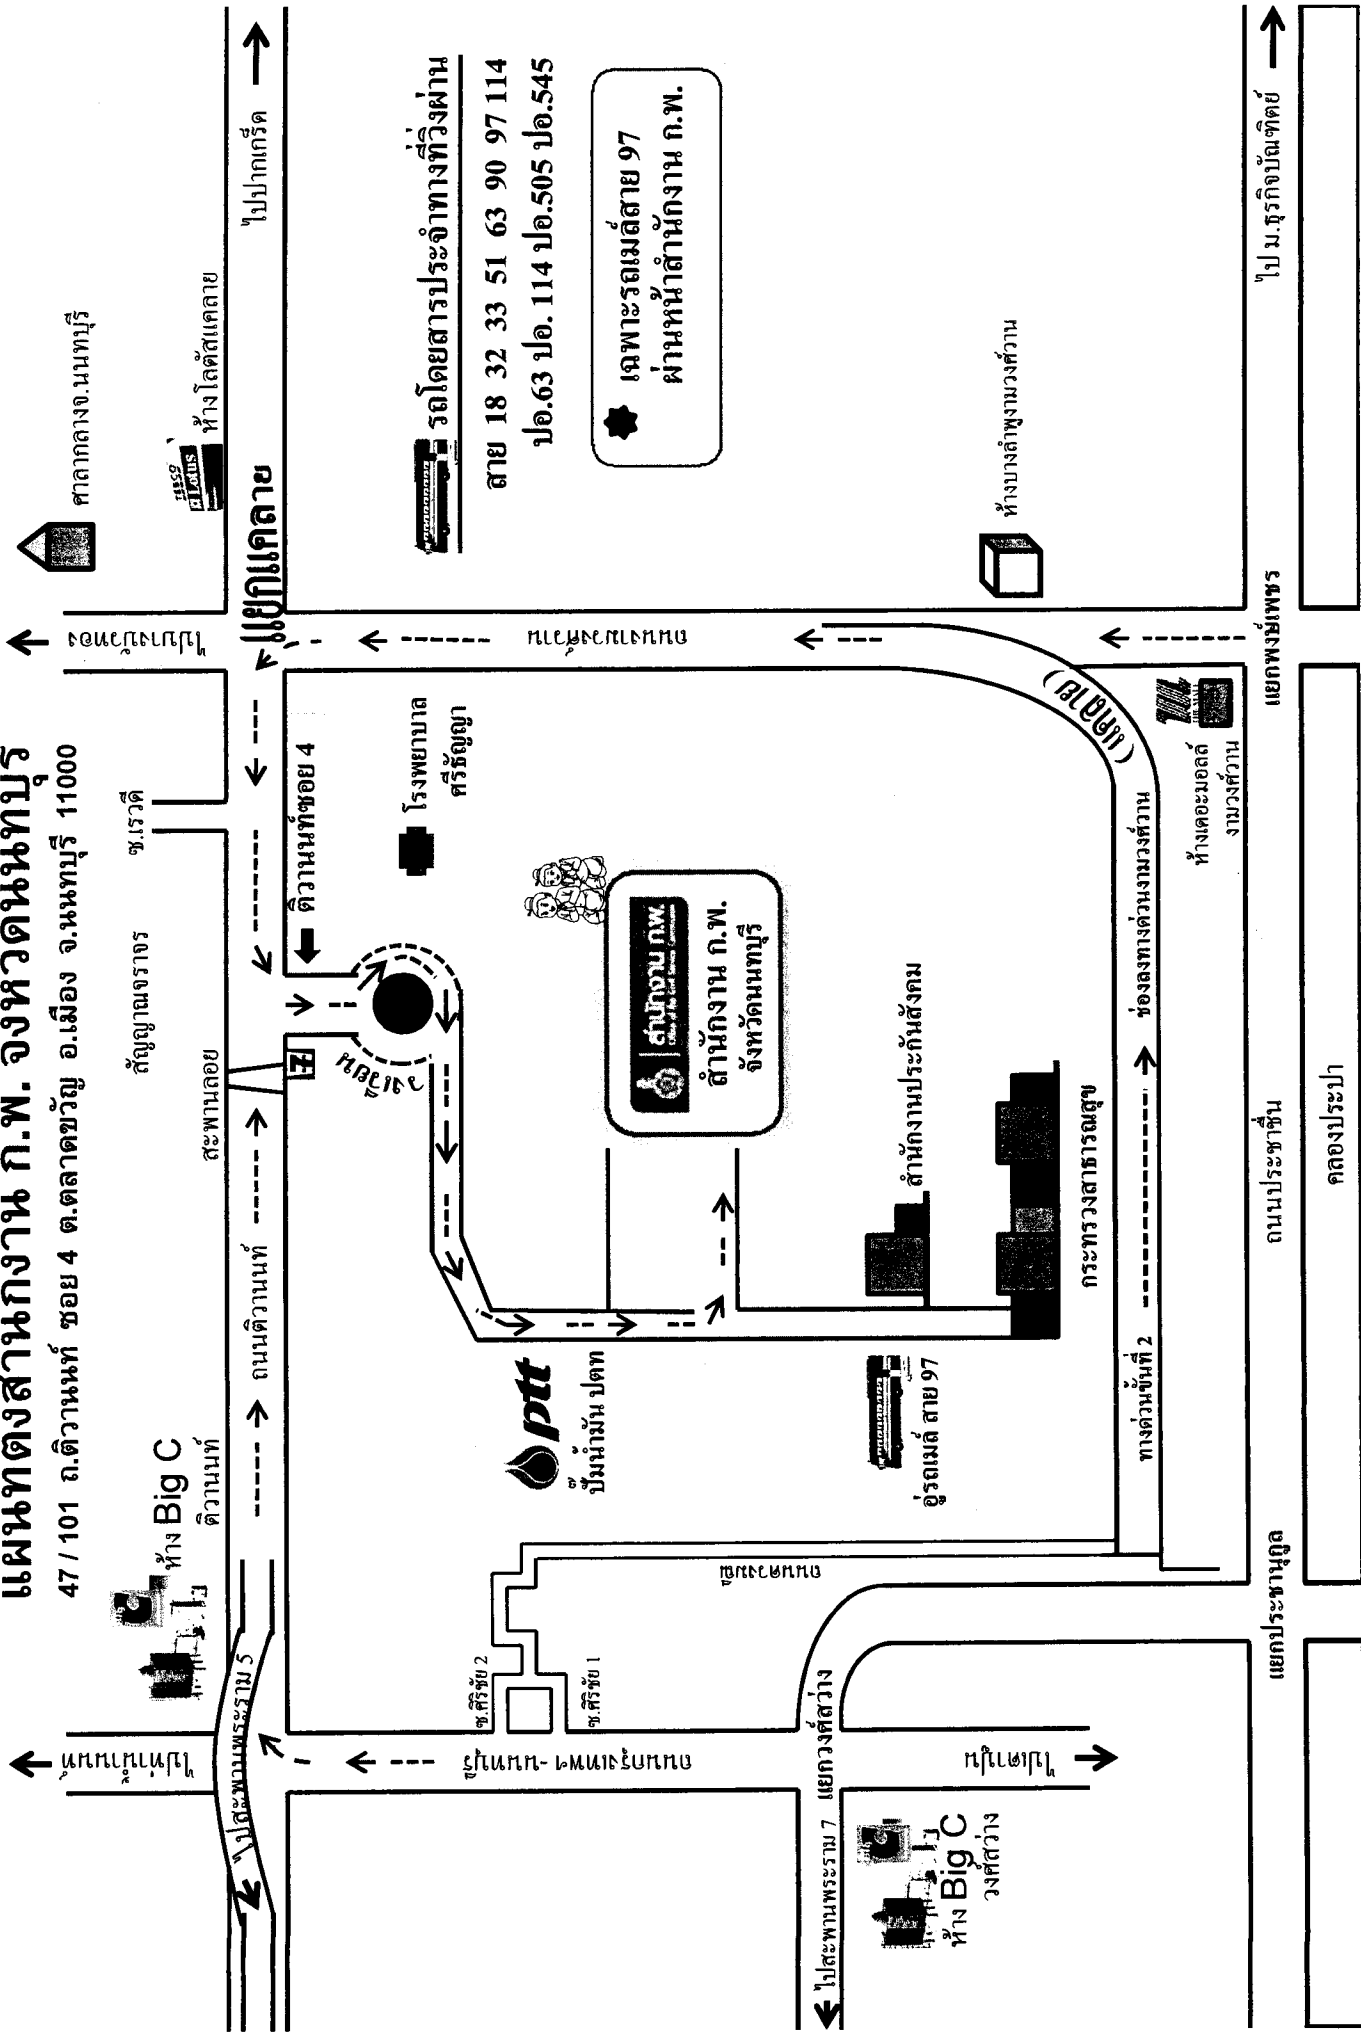 แผนที่ตั้งสำนักงาน ก.พ. จังหวัดนนทบุรี
47/101 ถ.ติวานนท์ ซอย 4 ต.ตลาดขวัญ อ.เมือง จ.นนทบุรี 11000
ศาลากลางจ.นนทบุรี
TESCO
Lotus
ห้างโลตัสแคลาย
ไปปากเกร็ด
แยกแคลาย
ไปบางบัวทอง
ซ.เรวดี
สัญญาณจราจร
สะพานลอย
ถนนติวานนท์
ห้าง Big C
ติวานนท์
ไปท่าน้ำนนท์
ไปสะพานพระราม 5
ติวานนท์ซอย 4
7
วงเวียน
โรงพยาบาล
ศรีธัญญา
ถนนงามวงศ์วาน
รถโดยสารประจำทางที่วิ่งผ่าน
สาย 18 32 33 51 63 90 97 114
ปอ.63 ปอ. 114 ปอ.505 ปอ.545
เฉพาะรถเมล์สาย 97
ผ่านหน้าสำนักงาน ก.พ.
ptt
ปั๊มน้ำมัน ปตท
สำนักงาน ก.พ.
สำนักงาน ก.พ.
จังหวัดนนทบุรี
สำนักงานประกันสังคม
กระทรวงสาธารณสุข
อู่รถเมล์ สาย 97
ซ.ศิริชัย 2
ซ.ศิริชัย 1
ถนนกรุงเทพฯ-นนทบุรี
ถนนดวงมณี
แยกวงศ์สว่าง
ไปเตาปูน
ไปสะพานพระราม 7
ห้าง Big C
วงศ์สว่าง
ทางด่วนขั้นที่ 2
ช่องลงทางด่วนงามวงศ์วาน
(แคลาย)
ห้างบางลำพูงามวงศ์วาน
ห้างเดอะมอลล์
งามวงศ์วาน
แยกพงษ์เพชร
แยกประชานุกูล
ถนนประชาชื่น
ไป ม.ธุรกิจบัณฑิตย์
คลองประปา